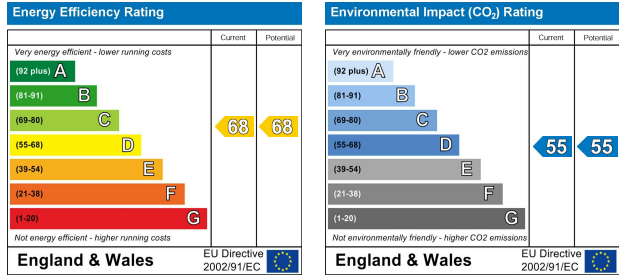 Energy Efficiency Rating
Current Potential
Very energy efficient - lower running costs
(92 plus) A
(81-91) B
(69-80) C
(55-68) D
(39-54) E
(21-38) F
(1-20) G
68 68
Not energy efficient - higher running costs
England & Wales
EU Directive
2002/91/EC
Environmental Impact (CO₂) Rating
Current Potential
Very environmentally friendly - lower CO2 emissions
(92 plus) A
(81-91) B
(69-80) C
(55-68) D
(39-54) E
(21-38) F
(1-20) G
55 55
Not environmentally friendly - higher CO2 emissions
England & Wales
EU Directive
2002/91/EC